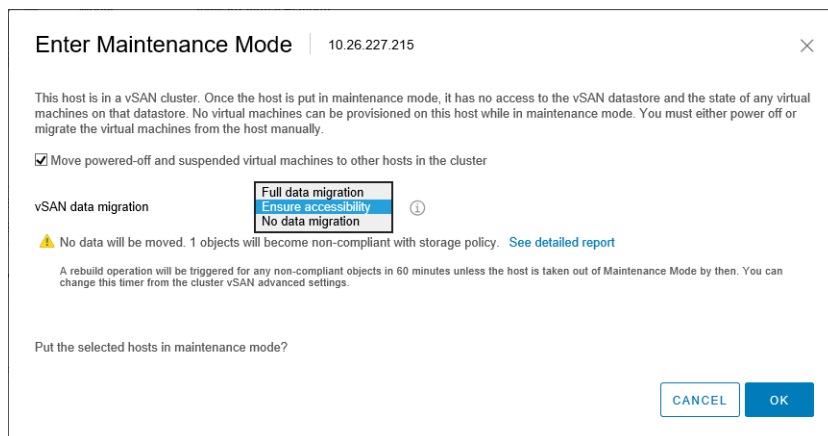 Enter Maintenance Mode 10.26.227.215
This host is in a vSAN cluster. Once the host is put in maintenance mode, it has no access to the vSAN datastore and the state of any virtual
machines on that datastore. No virtual machines can be provisioned on this host while in maintenance mode. You must either power off or
migrate the virtual machines from the host manually.
Move powered-off and suspended virtual machines to other hosts in the cluster
Full data migration
vSAN data migration
Ensure accessibility
No data migration
No data will be moved. 1 objects will become non-compliant with storage policy. See detailed report
A rebuild operation will be triggered for any non-compliant objects in 60 minutes unless the host is taken out of Maintenance Mode by then. You can
change this timer from the cluster vSAN advanced settings.
Put the selected hosts in maintenance mode?
CANCEL OK